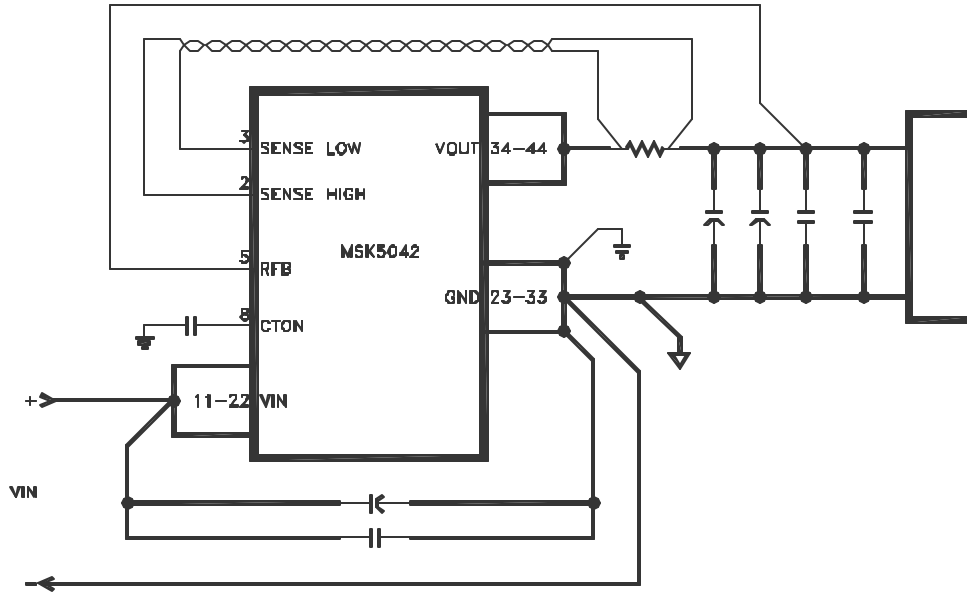 3 SENSE LOW
VOUT 34-44
2 SENSE HIGH
MSK5042
5 RFB
GND 23-33
8 CTON
+
11-22 VIN
VIN
-